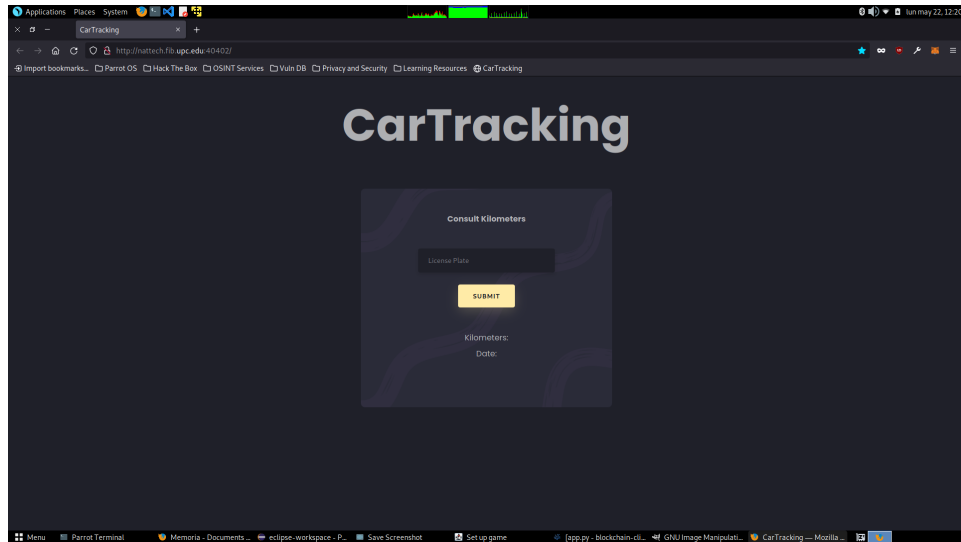 Applications Places System lun may 22, 12:20
CarTracking × +
http://nattech.fib.upc.edu:40402/
Import bookmarks... Parrot OS Hack The Box OSINT Services Vuln DB Privacy and Security Learning Resources CarTracking
CarTracking
Consult Kilometers
License Plate
SUBMIT
Kilometers:
Date:
Menu Parrot Terminal Memoria - Documents ... eclipse-workspace - P... Save Screenshot Set up game [app.py - blockchain-cli... GNU Image Manipulati... CarTracking — Mozilla ...